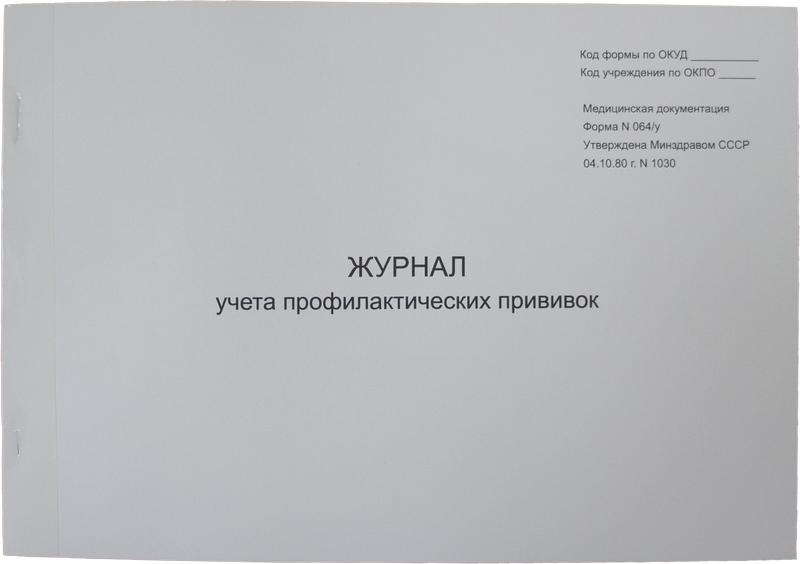 Код формы по ОКУД ___________
Код учреждения по ОКПО ______
Медицинская документация
Форма N 064/у
Утверждена Минздравом СССР
04.10.80 г. N 1030
ЖУРНАЛ
учета профилактических прививок